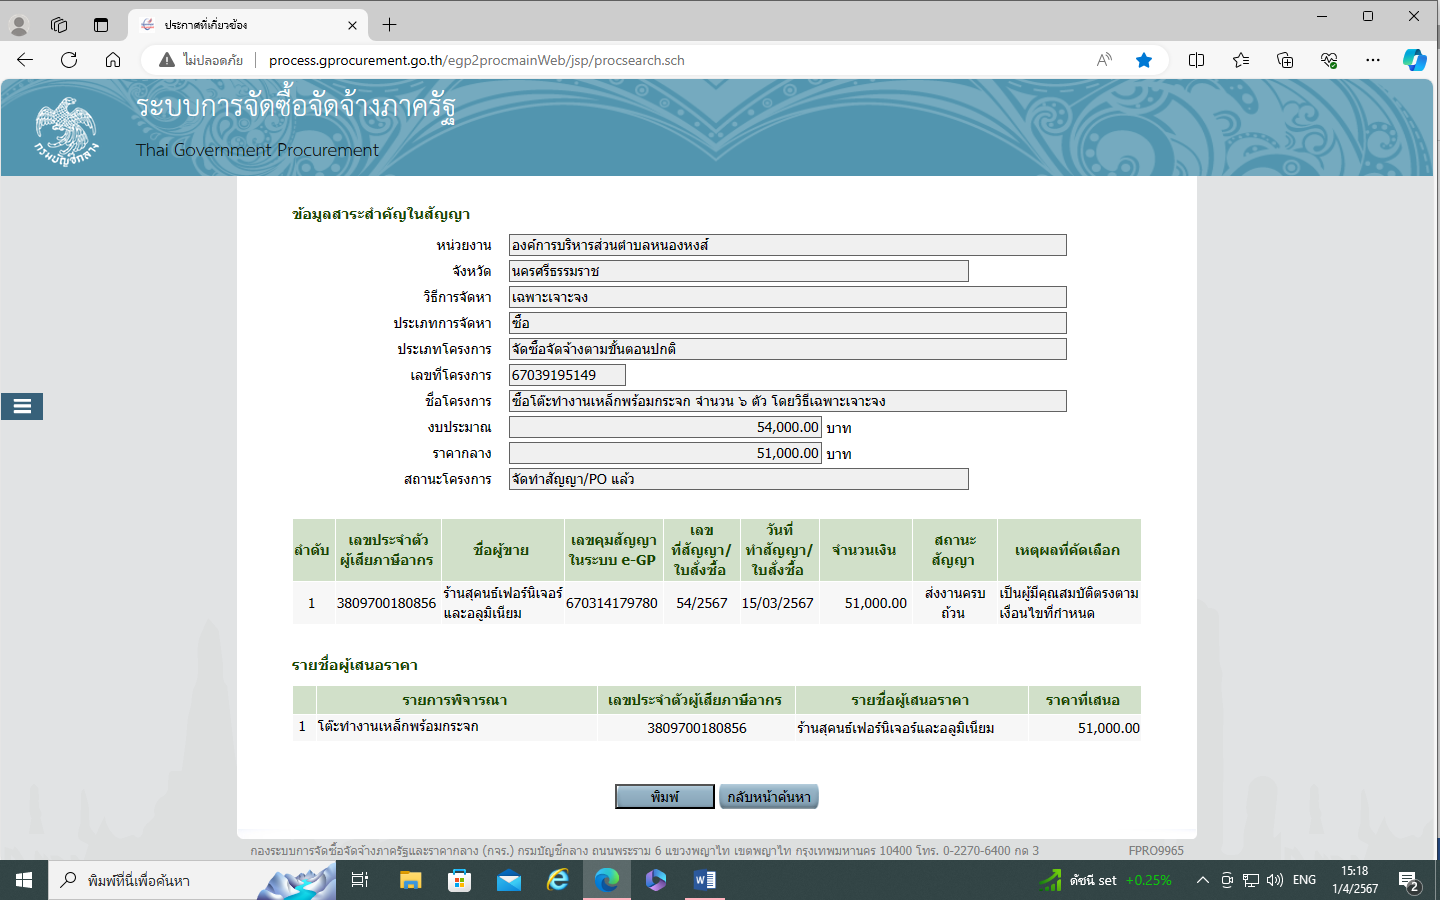 ประกาศที่เกี่ยวข้อง
ไม่ปลอดภัย process.gprocurement.go.th/egp2procmainWeb/jsp/procsearch.sch
ระบบการจัดซื้อจัดจ้างภาครัฐ
Thai Government Procurement
กรมบัญชีกลาง
ข้อมูลสาระสำคัญในสัญญา
หน่วยงาน องค์การบริหารส่วนตำบลหนองหงส์
จังหวัด นครศรีธรรมราช
วิธีการจัดหา เฉพาะเจาะจง
ประเภทการจัดหา ซื้อ
ประเภทโครงการ จัดซื้อจัดจ้างตามขั้นตอนปกติ
เลขที่โครงการ 67039195149
ชื่อโครงการ ซื้อโต๊ะทำงานเหล็กพร้อมกระจก จำนวน ๖ ตัว โดยวิธีเฉพาะเจาะจง
งบประมาณ 54,000.00 บาท
ราคากลาง 51,000.00 บาท
สถานะโครงการ จัดทำสัญญา/PO แล้ว
ลำดับ เลขประจำตัวผู้เสียภาษีอากร ชื่อผู้ขาย เลขคุมสัญญาในระบบ e-GP เลขที่สัญญา/ใบสั่งซื้อ วันที่ทำสัญญา/ใบสั่งซื้อ จำนวนเงิน สถานะสัญญา เหตุผลที่คัดเลือก
1 3809700180856 ร้านสุคนธ์เฟอร์นิเจอร์และอลูมิเนียม 670314179780 54/2567 15/03/2567 51,000.00 ส่งงานครบถ้วน เป็นผู้มีคุณสมบัติตรงตามเงื่อนไขที่กำหนด
รายชื่อผู้เสนอราคา
รายการพิจารณา เลขประจำตัวผู้เสียภาษีอากร รายชื่อผู้เสนอราคา ราคาที่เสนอ
1 โต๊ะทำงานเหล็กพร้อมกระจก 3809700180856 ร้านสุคนธ์เฟอร์นิเจอร์และอลูมิเนียม 51,000.00
พิมพ์ กลับหน้าค้นหา
กองระบบการจัดซื้อจัดจ้างภาครัฐและราคากลาง (กจร.) กรมบัญชีกลาง ถนนพระราม 6 แขวงพญาไท เขตพญาไท กรุงเทพมหานคร 10400 โทร. 0-2270-6400 กด 3 FPRO9965
พิมพ์ที่นี่เพื่อค้นหา ดัชนี set +0.25% ENG 15:18
1/4/2567 2